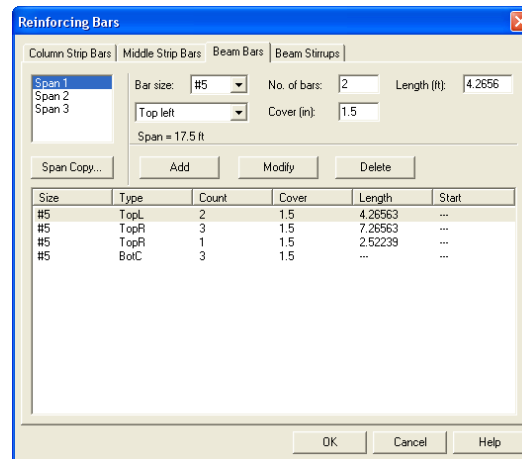 Reinforcing Bars
Column Strip Bars Middle Strip Bars Beam Bars Beam Stirrups
Span 1
Span 2
Span 3
Bar size: #5 No. of bars: 2 Length (ft): 4.2656
Top left Cover (in): 1.5
Span = 17.5 ft
Span Copy... Add Modify Delete
Size Type Count Cover Length Start
#5 TopL 2 1.5 4.26563 ---
#5 TopR 3 1.5 7.26563 ---
#5 TopR 1 1.5 2.52239 ---
#5 BotC 3 1.5 --- ---
OK Cancel Help